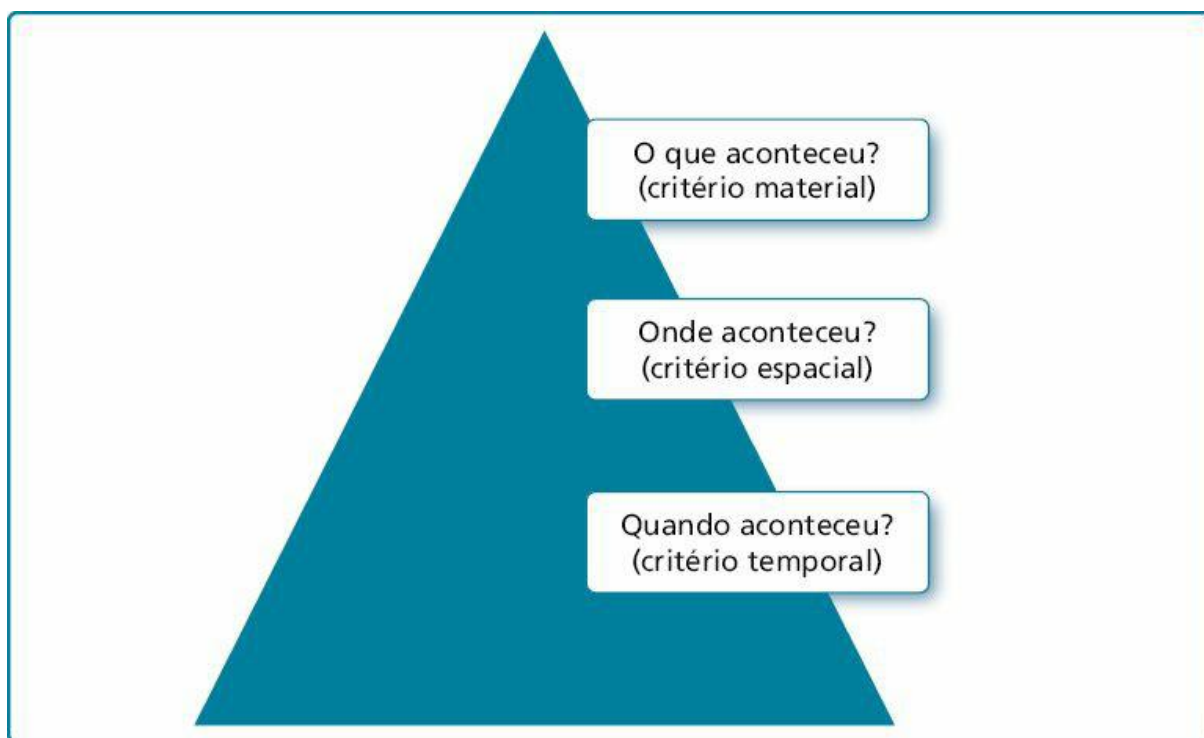 O que aconteceu?
(critério material)
Onde aconteceu?
(critério espacial)
Quando aconteceu?
(critério temporal)